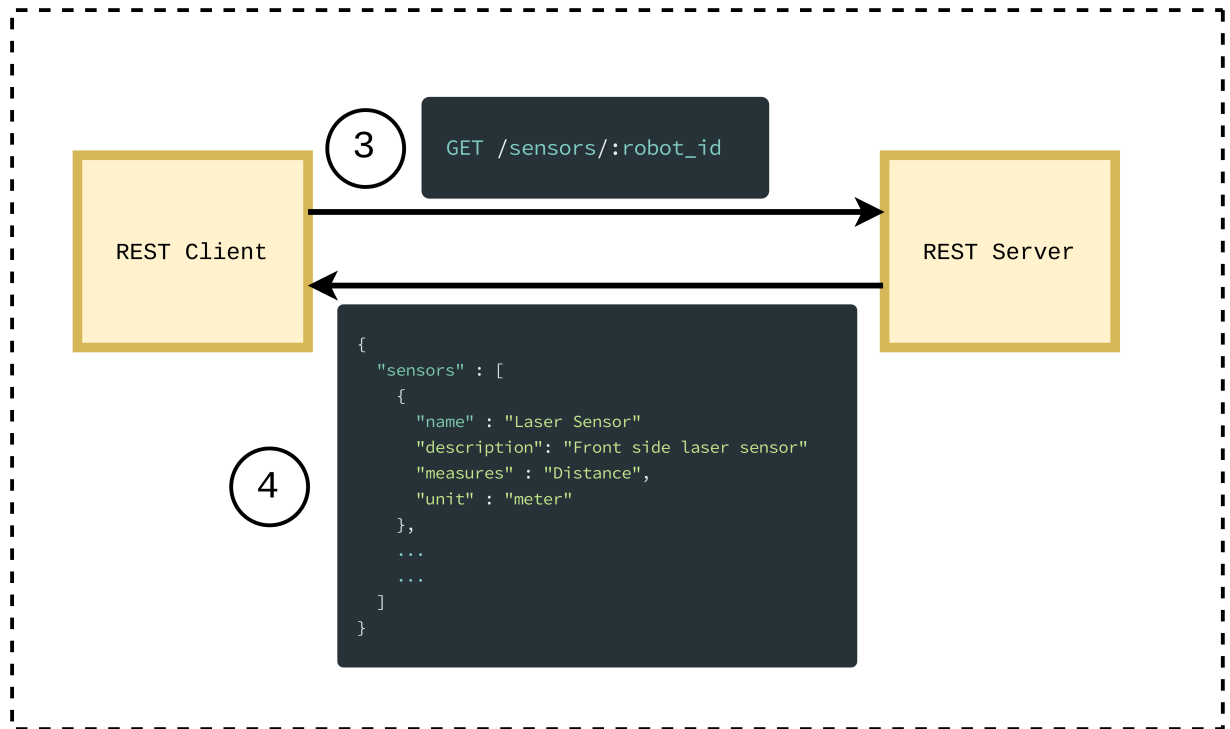 3
GET /sensors/:robot_id
REST Client
REST Server
{
  "sensors" : [
    {
      "name" : "Laser Sensor"
      "description": "Front side laser sensor"
      "measures" : "Distance",
      "unit" : "meter"
    },
    ...
    ...
  ]
}
4